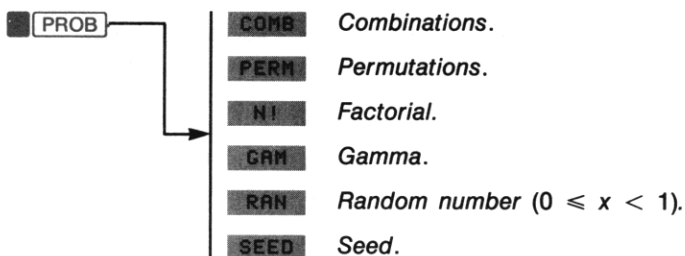 PROB
COMB Combinations.
PERM Permutations.
N! Factorial.
GAM Gamma.
RAN Random number (0 ⩽ x < 1).
SEED Seed.